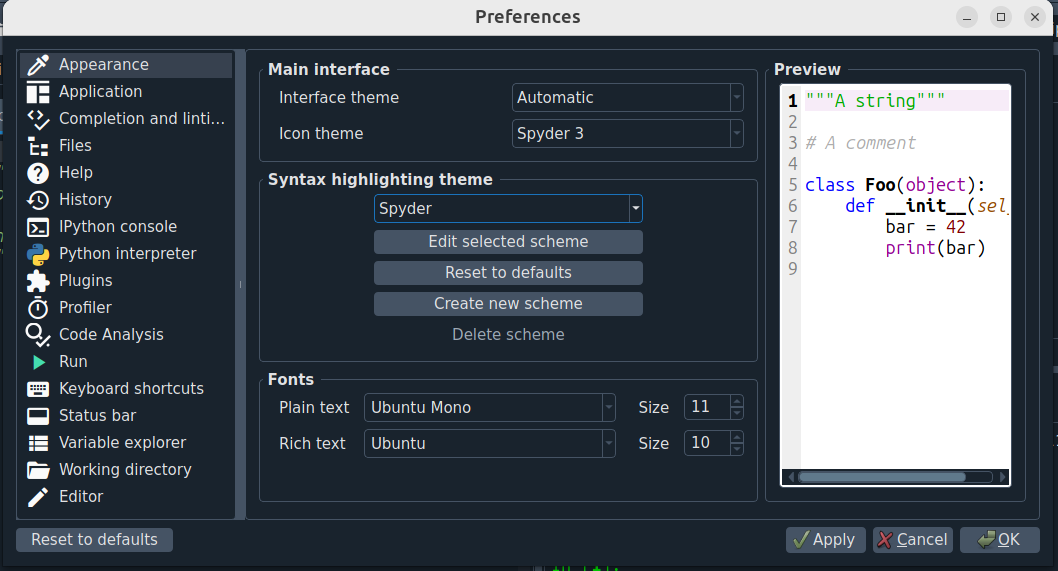 Preferences
Appearance
Application
Completion and linti...
Files
Help
History
IPython console
Python interpreter
Plugins
Profiler
Code Analysis
Run
Keyboard shortcuts
Status bar
Variable explorer
Working directory
Editor
Main interface
Interface theme Automatic
Icon theme Spyder 3
Syntax highlighting theme
Spyder
Edit selected scheme
Reset to defaults
Create new scheme
Delete scheme
Fonts
Plain text Ubuntu Mono Size 11
Rich text Ubuntu Size 10
Preview
1 """A string"""
2
3 # A comment
4
5 class Foo(object):
6 def __init__(sel
7 bar = 42
8 print(bar)
9
Reset to defaults
Apply Cancel OK